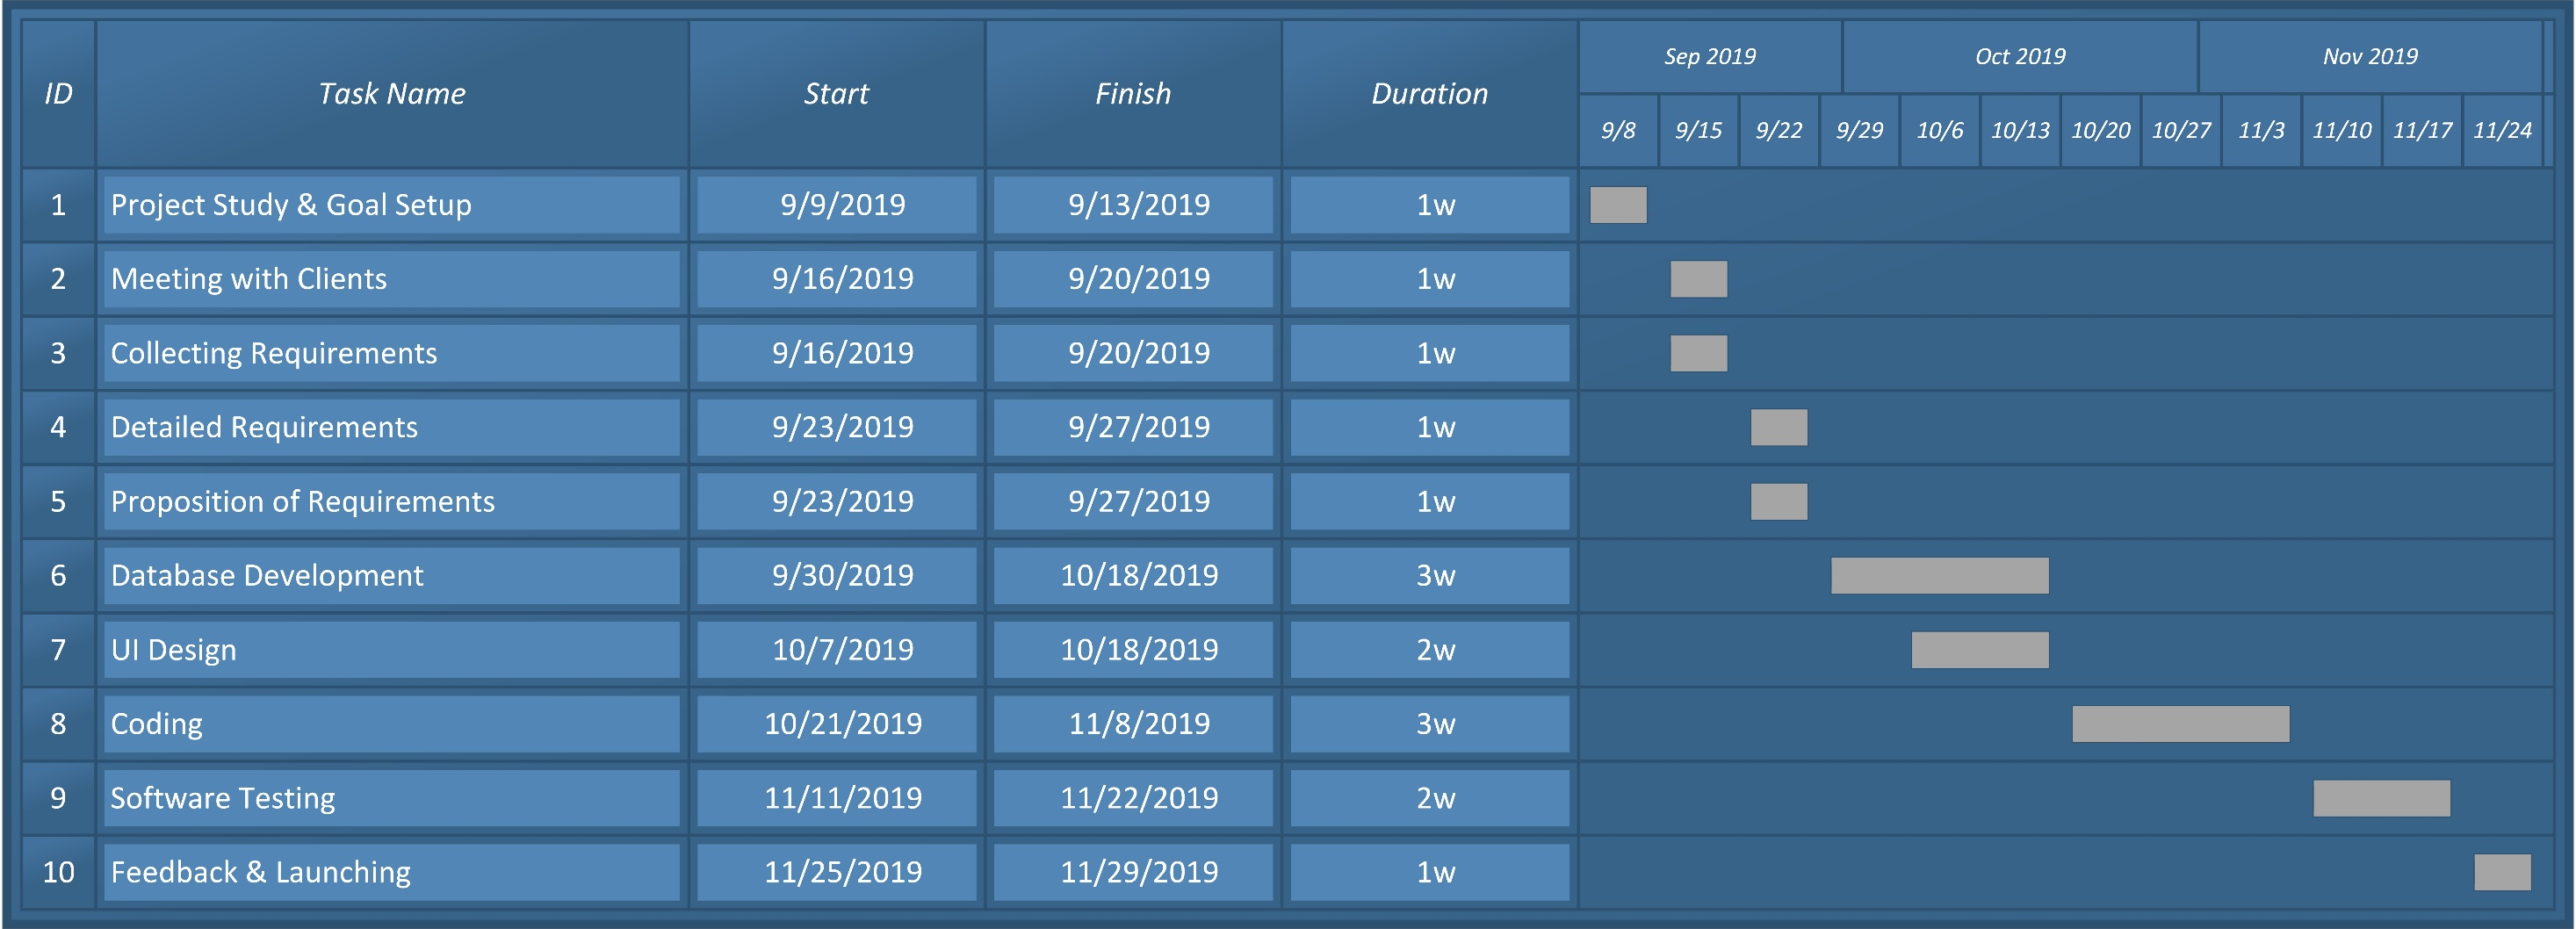 ID Task Name Start Finish Duration Sep 2019 Oct 2019 Nov 2019
9/8 9/15 9/22 9/29 10/6 10/13 10/20 10/27 11/3 11/10 11/17 11/24
1 Project Study & Goal Setup 9/9/2019 9/13/2019 1w
2 Meeting with Clients 9/16/2019 9/20/2019 1w
3 Collecting Requirements 9/16/2019 9/20/2019 1w
4 Detailed Requirements 9/23/2019 9/27/2019 1w
5 Proposition of Requirements 9/23/2019 9/27/2019 1w
6 Database Development 9/30/2019 10/18/2019 3w
7 UI Design 10/7/2019 10/18/2019 2w
8 Coding 10/21/2019 11/8/2019 3w
9 Software Testing 11/11/2019 11/22/2019 2w
10 Feedback & Launching 11/25/2019 11/29/2019 1w